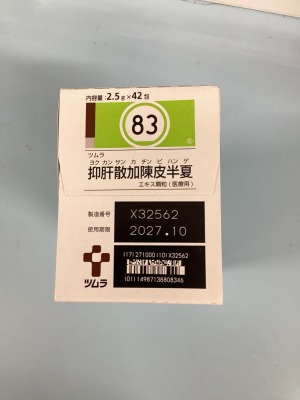 内容量:2.5g×42包
83
ツムラ
ヨク カン サン カ チン ピ ハン ゲ
抑肝散加陳皮半夏
エキス顆粒(医療用)
製造番号 X32562
使用期限 2027.10
(17)271000(10)X32562
(01)14987138808346
ツムラ